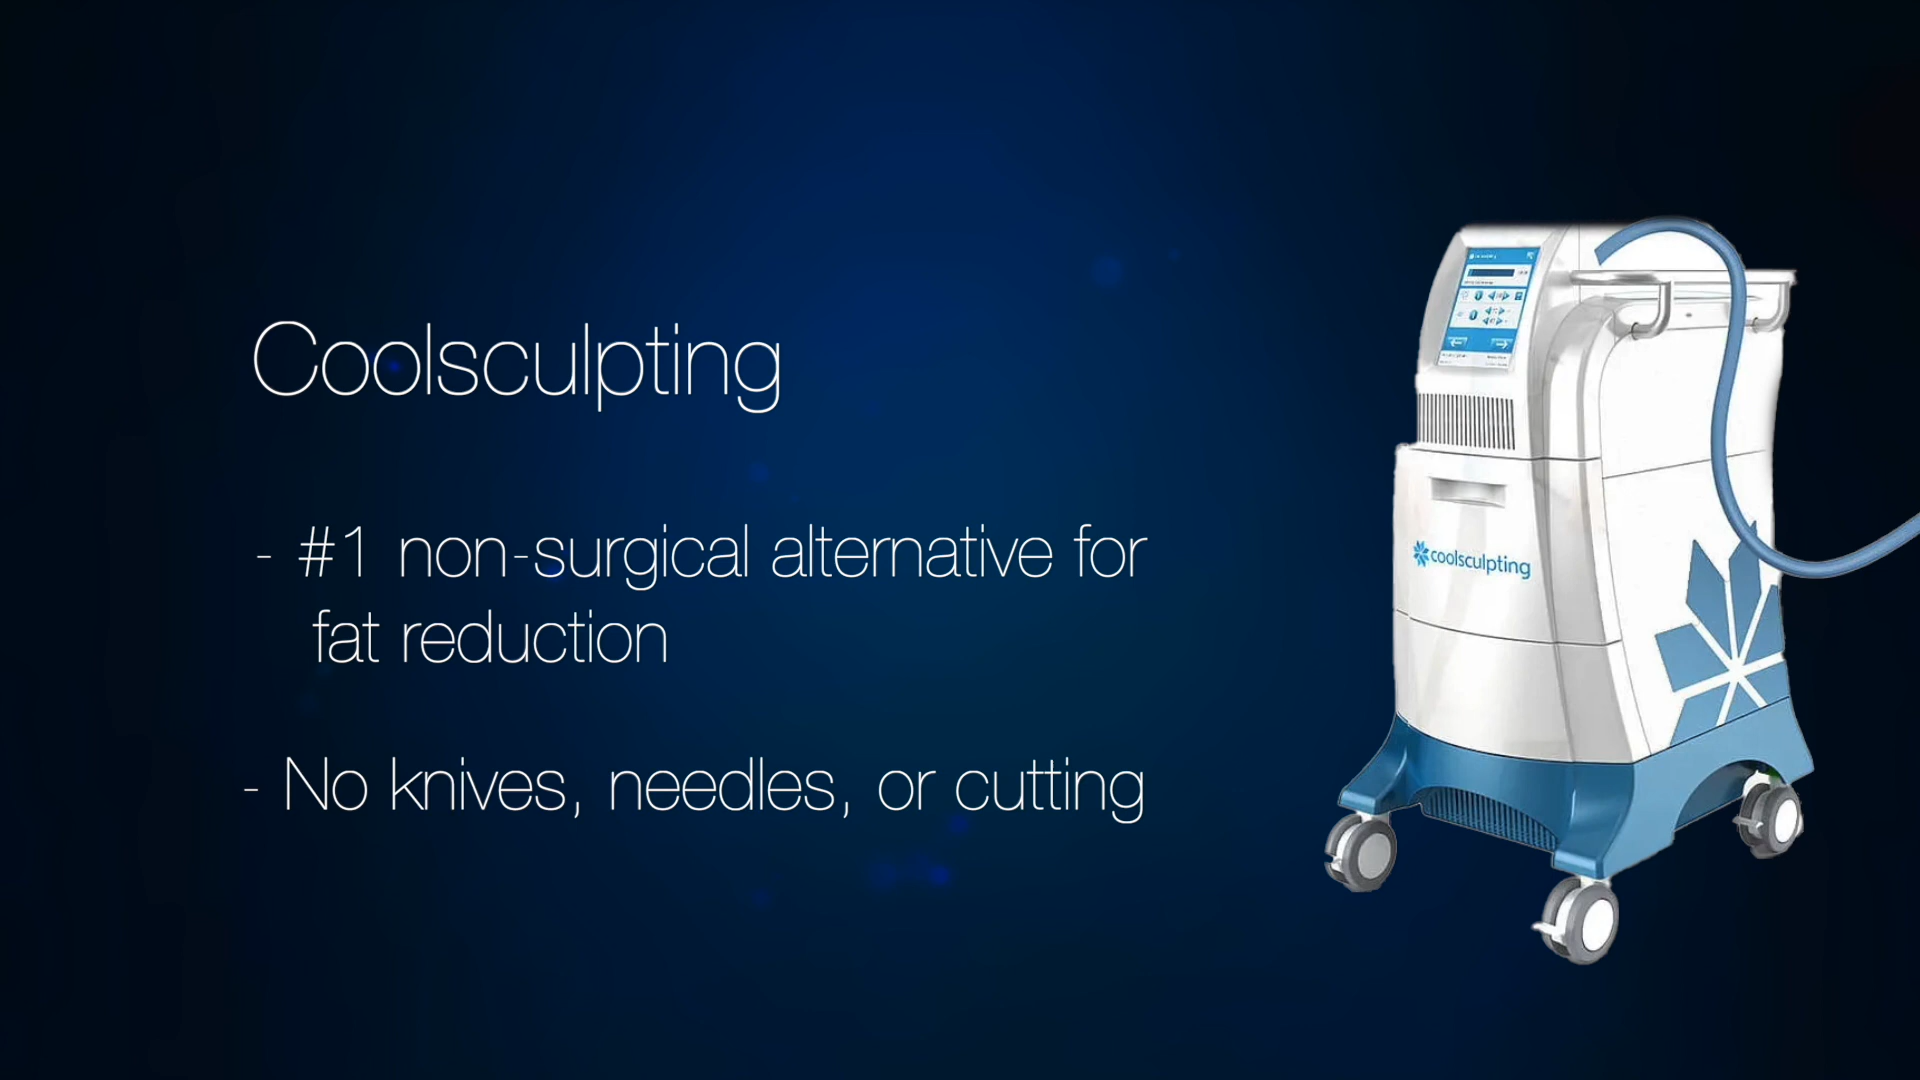 Coolsculpting
- #1 non-surgical alternative for
fat reduction
- No knives, needles, or cutting
coolsculpting